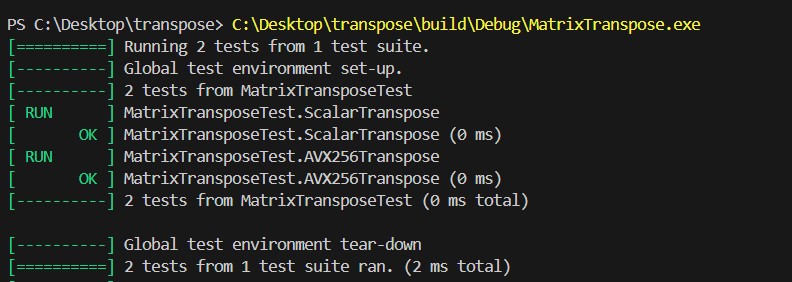 PS C:\Desktop\transpose> C:\Desktop\transpose\build\Debug\MatrixTranspose.exe
[==========] Running 2 tests from 1 test suite.
[----------] Global test environment set-up.
[----------] 2 tests from MatrixTransposeTest
[ RUN      ] MatrixTransposeTest.ScalarTranspose
[       OK ] MatrixTransposeTest.ScalarTranspose (0 ms)
[ RUN      ] MatrixTransposeTest.AVX256Transpose
[       OK ] MatrixTransposeTest.AVX256Transpose (0 ms)
[----------] 2 tests from MatrixTransposeTest (0 ms total)
[----------] Global test environment tear-down
[==========] 2 tests from 1 test suite ran. (2 ms total)